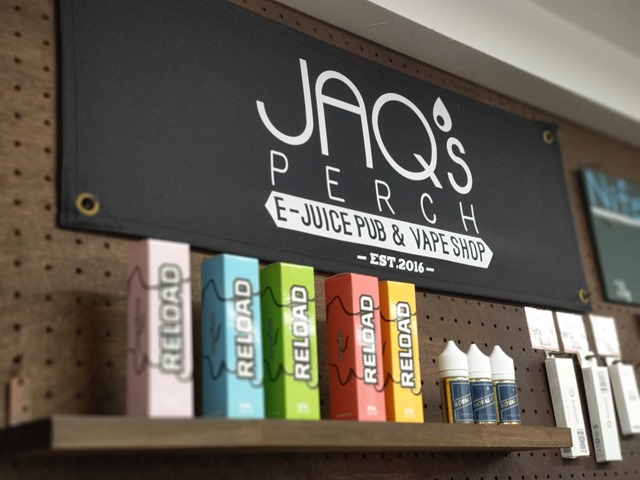 JAQ's
PERCH
E-JUICE PUB & VAPE SHOP
EST.2016
RELOAD
RELOAD
RELOAD
RELOAD
RELOAD